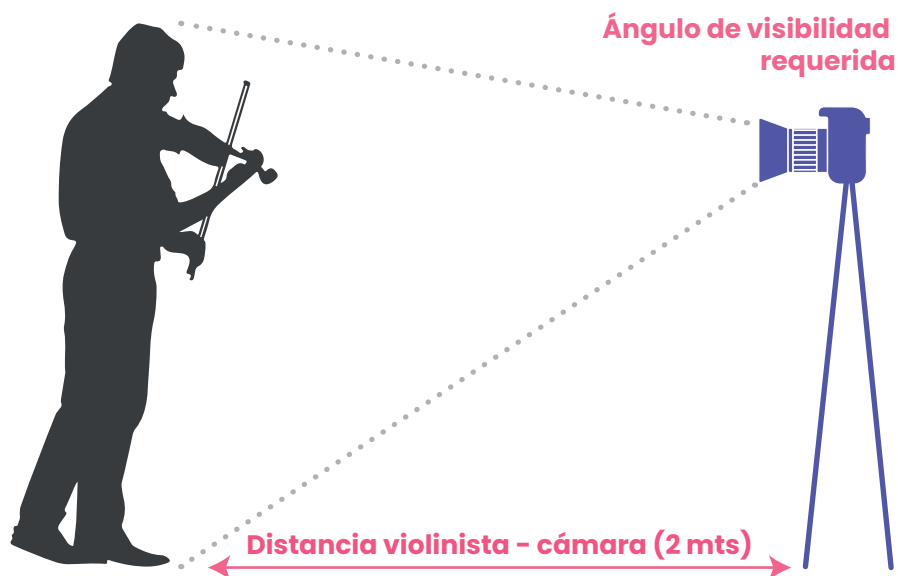 Ángulo de visibilidad
requerida
Distancia violinista - cámara (2 mts)